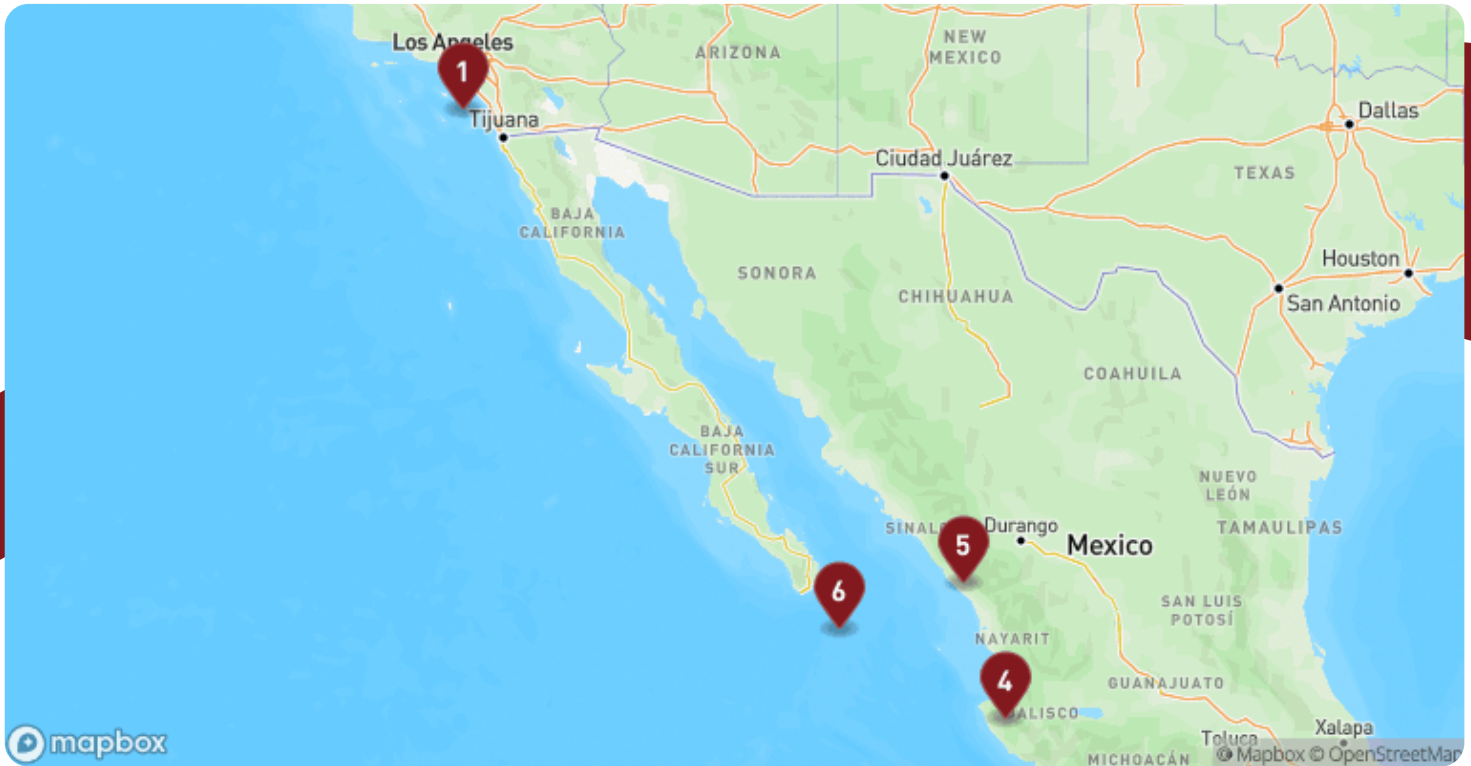 Los Angeles
1
Tijuana
ARIZONA
NEW
MEXICO
Dallas
Ciudad Juárez
TEXAS
BAJA
CALIFORNIA
SONORA
Houston
CHIHUAHUA
San Antonio
COAHUILA
BAJA
CALIFORNIA
SUR
NUEVO
LEÓN
SINAL
5
Durango
Mexico
TAMAULIPAS
6
SAN LUIS
POTOSÍ
NAYARIT
4
GUANAJUATO
ALISCO
Xalapa
Toluca
mapbox
MICHOACÁN
© Mapbox © OpenStreetMap